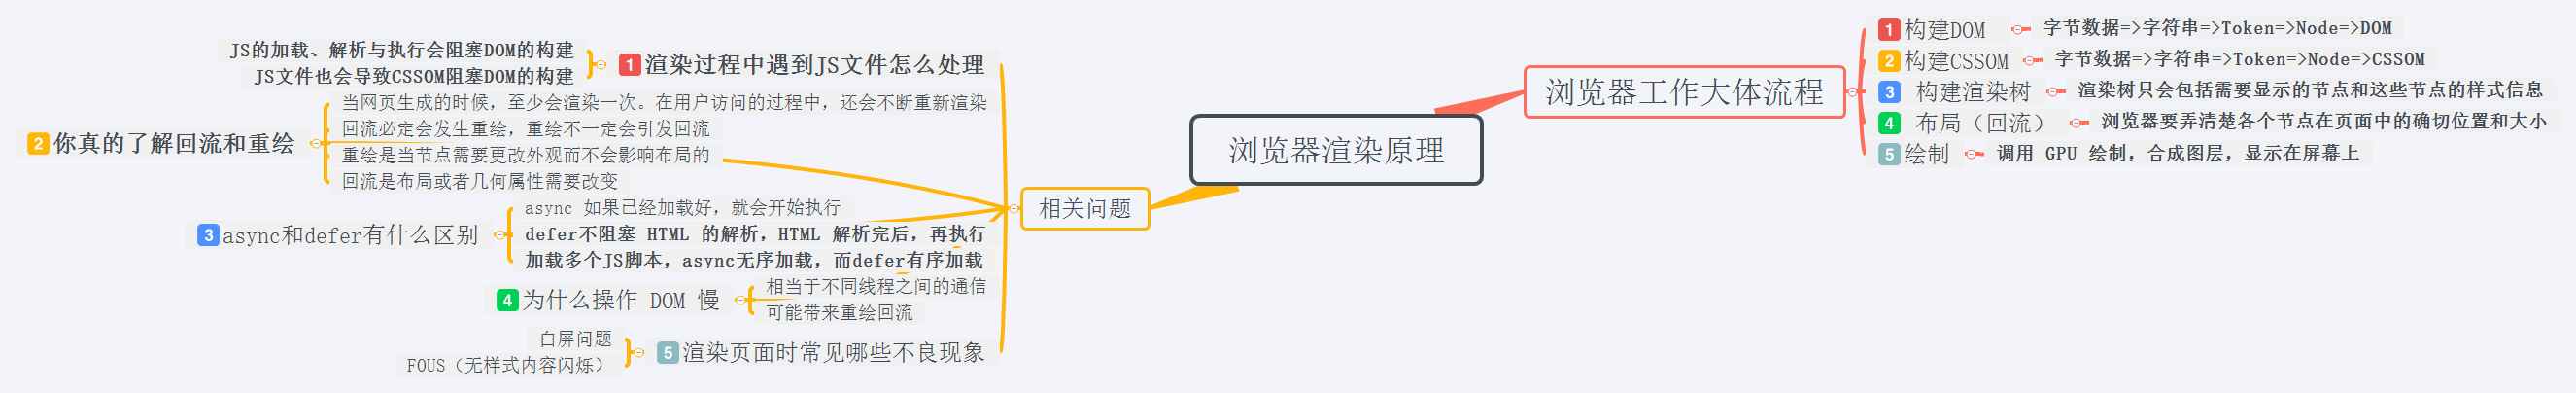 浏览器渲染原理
浏览器工作大体流程
1 构建DOM
字节数据=>字符串=>Token=>Node=>DOM
2 构建CSSOM
字节数据=>字符串=>Token=>Node=>CSSOM
3 构建渲染树
渲染树只会包括需要显示的节点和这些节点的样式信息
4 布局（回流）
浏览器要弄清楚各个节点在页面中的确切位置和大小
5 绘制
调用 GPU 绘制，合成图层，显示在屏幕上
相关问题
1 渲染过程中遇到JS文件怎么处理
JS的加载、解析与执行会阻塞DOM的构建
JS文件也会导致CSSOM阻塞DOM的构建
2 你真的了解回流和重绘
当网页生成的时候，至少会渲染一次。在用户访问的过程中，还会不断重新渲染
回流必定会发生重绘，重绘不一定会引发回流
重绘是当节点需要更改外观而不会影响布局的
回流是布局或者几何属性需要改变
3 async和defer有什么区别
async 如果已经加载好，就会开始执行
defer不阻塞 HTML 的解析，HTML 解析完后，再执行
加载多个JS脚本，async无序加载，而defer有序加载
4 为什么操作 DOM 慢
相当于不同线程之间的通信
可能带来重绘回流
5 渲染页面时常见哪些不良现象
白屏问题
FOUS（无样式内容闪烁）